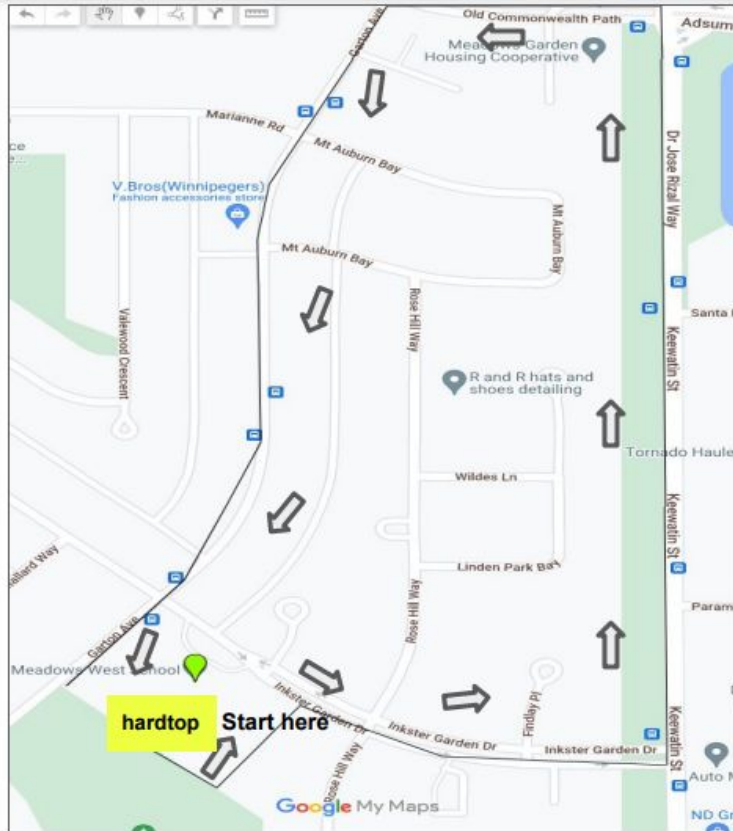 Old Commonwealth Path
Adsum
Garton Ave
Meadows Garden
Housing Cooperative
Marianne Rd
Mt Auburn Bay
Dr Jose Rizal Way
V.Bros(Winnipegers)
Fashion accessories store
Mt Auburn Bay
Mt Auburn Bay
Rose Hill Way
Santa
Valewood Crescent
Keewatin St
R and R hats and
shoes detailing
Tornado Haule
Wildes Ln
Keewatin St
Linden Park Bay
allard Way
Rose Hill Way
Param
Garton Ave
Meadows West School
hardtop Start here
Inkster Garden Dr
Inkster Garden Dr
Findlay Pl
Inkster Garden Dr
Keewatin St
Rose Hill Way
Auto
Google My Maps
ND Gr